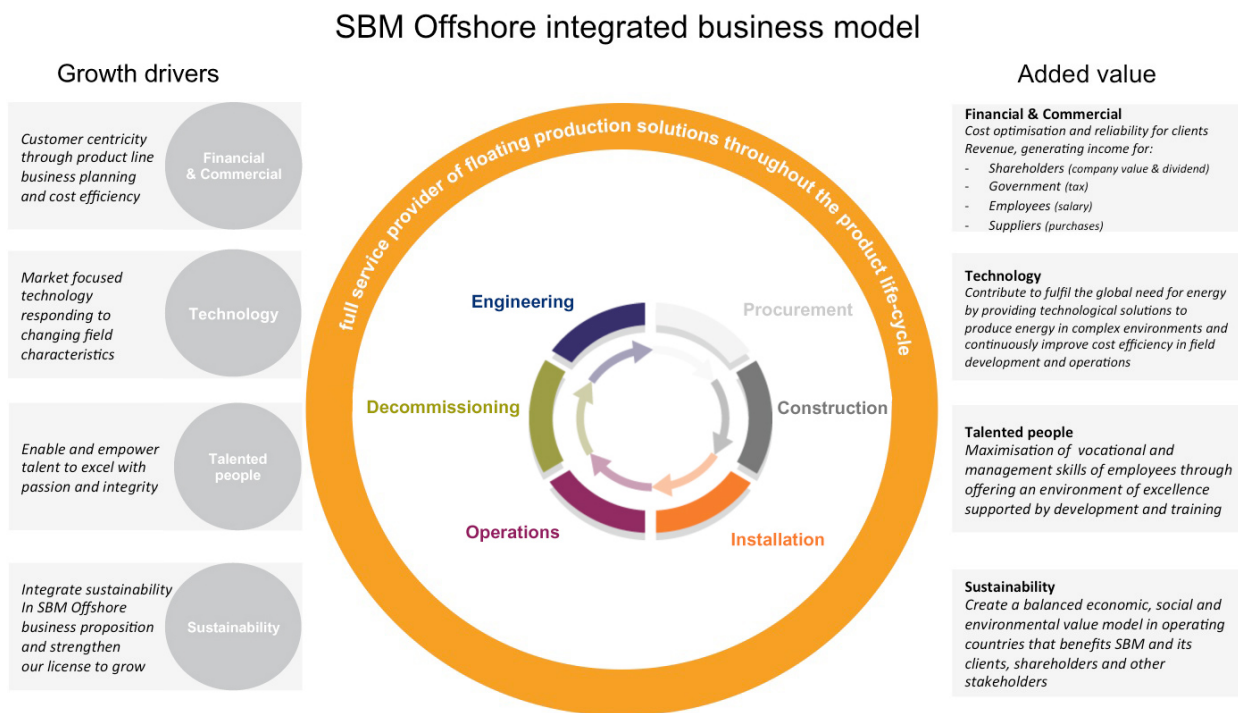 SBM Offshore integrated business model
Growth drivers
Customer centricity
through product line
business planning
and cost efficiency
Financial
& Commercial
Market focused
technology
responding to
changing field
characteristics
Technology
Enable and empower
talent to excel with
passion and integrity
Talented
people
Integrate sustainability
In SBM Offshore
business proposition
and strengthen
our license to grow
Sustainability
full service provider of floating production solutions throughout the product life-cycle
Engineering
Procurement
Decommissioning
Construction
Operations
Installation
Added value
Financial & Commercial
Cost optimisation and reliability for clients
Revenue, generating income for:
- Shareholders (company value & dividend)
- Government (tax)
- Employees (salary)
- Suppliers (purchases)
Technology
Contribute to fulfil the global need for energy
by providing technological solutions to
produce energy in complex environments and
continuously improve cost efficiency in field
development and operations
Talented people
Maximisation of vocational and
management skills of employees through
offering an environment of excellence
supported by development and training
Sustainability
Create a balanced economic, social and
environmental value model in operating
countries that benefits SBM and its
clients, shareholders and other
stakeholders